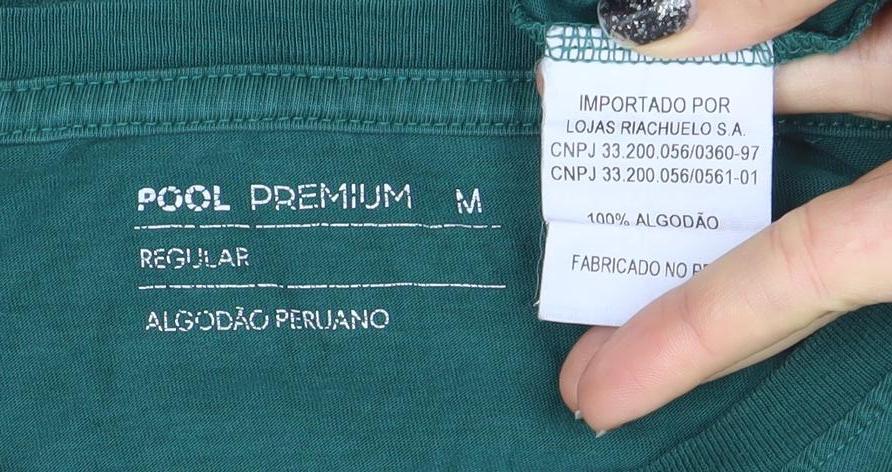 POOL PREMIUM M
REGULAR
ALGODÃO PERUANO
IMPORTADO POR
LOJAS RIACHUELO S.A.
CNPJ 33.200.056/0360-97
CNPJ 33.200.056/0561-01
100% ALGODÃO
FABRICADO NO